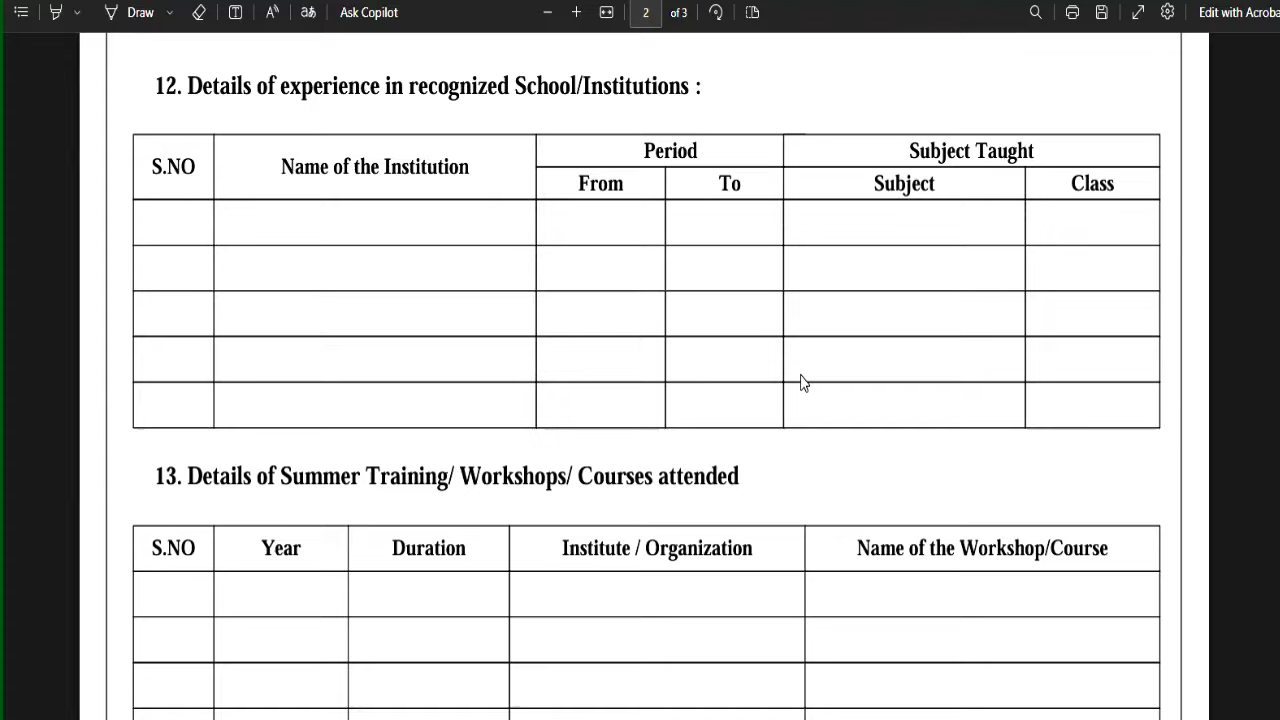 Draw
aあ
Ask Copilot
2 of 3
Edit with Acroba
12. Details of experience in recognized School/Institutions :
S.NO Name of the Institution Period Subject Taught
From To Subject Class
13. Details of Summer Training/ Workshops/ Courses attended
S.NO Year Duration Institute / Organization Name of the Workshop/Course